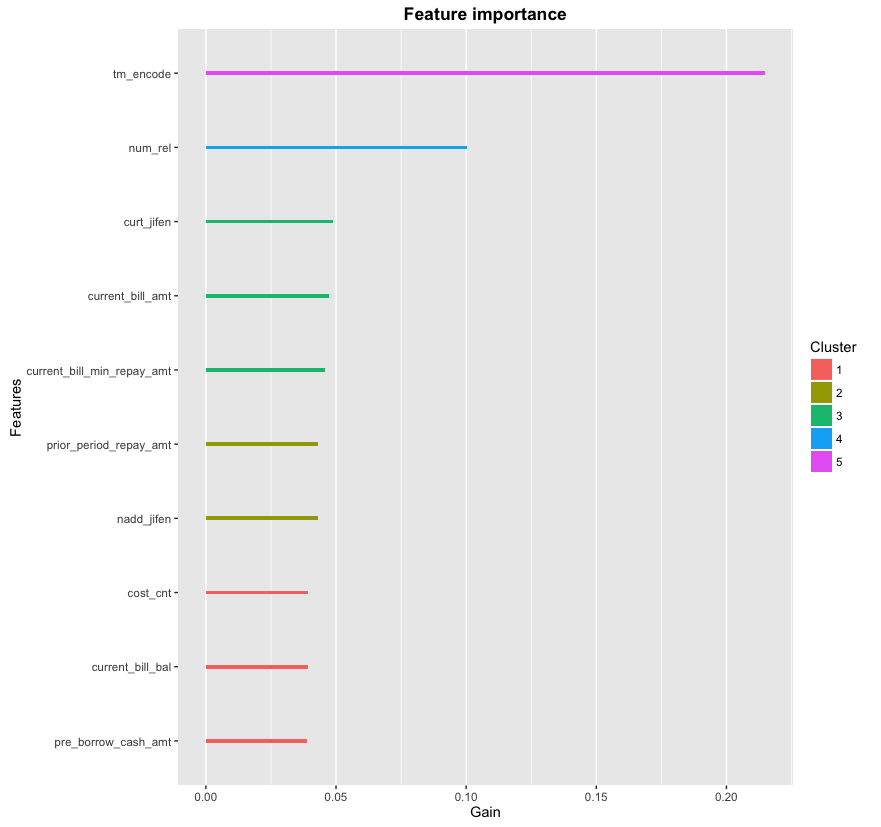 Feature importance
tm_encode
num_rel
curt_jifen
current_bill_amt
current_bill_min_repay_amt
prior_period_repay_amt
nadd_jifen
cost_cnt
current_bill_bal
pre_borrow_cash_amt
Features
0.00 0.05 0.10 0.15 0.20
Gain
Cluster
1
2
3
4
5